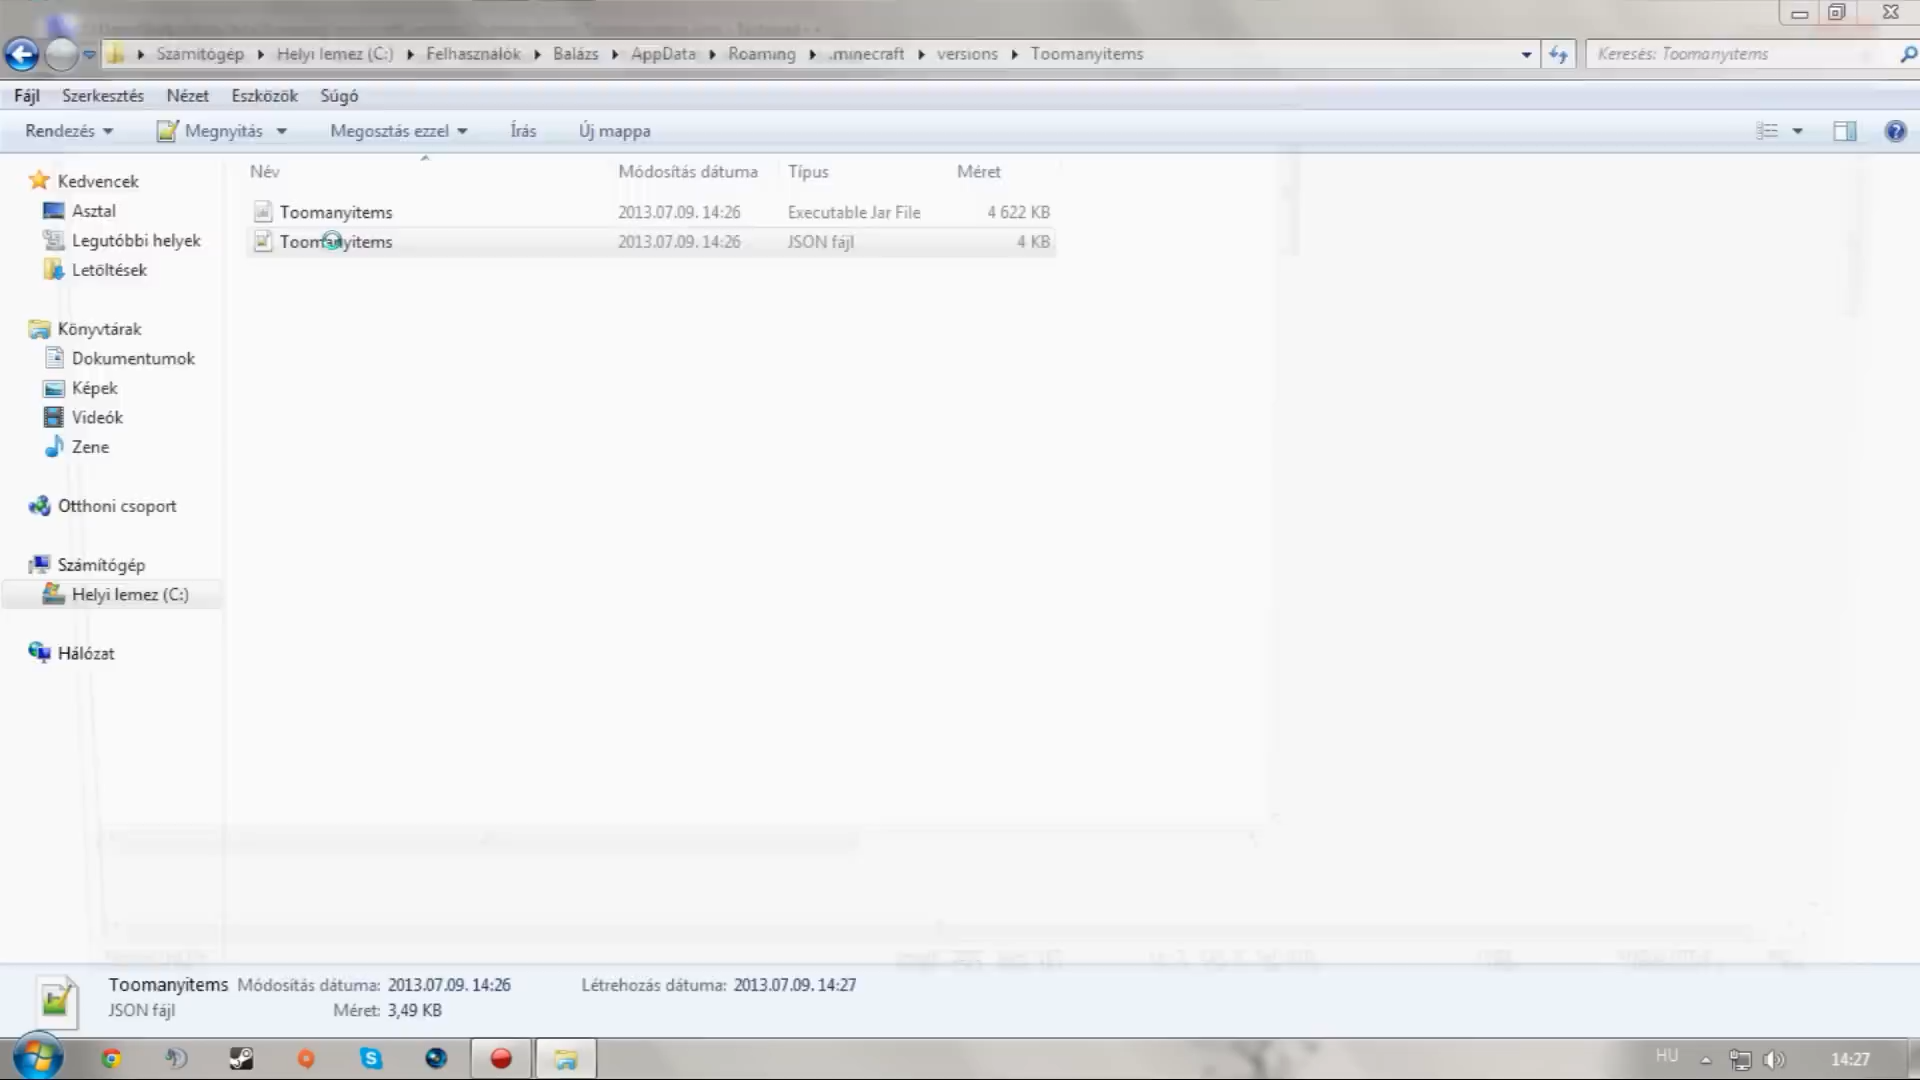 Számítógép Helyi lemez (C:) Felhasználók Balázs AppData Roaming .minecraft versions Toomanyitems
Keresés: Toomanyitems
Fájl Szerkesztés Nézet Eszközök Súgó
Rendezés Megnyitás Megosztás ezzel Írás Új mappa
Kedvencek
Asztal
Legutóbbi helyek
Letöltések
Könyvtárak
Dokumentumok
Képek
Videók
Zene
Otthoni csoport
Számítógép
Helyi lemez (C:)
Hálózat
Név Módosítás dátuma Típus Méret
Toomanyitems 2013.07.09. 14:26 Executable Jar File 4 622 KB
Toomanyitems 2013.07.09. 14:26 JSON fájl 4 KB
Toomanyitems Módosítás dátuma: 2013.07.09. 14:26 Létrehozás dátuma: 2013.07.09. 14:27
JSON fájl Méret: 3,49 KB
HU 14:27